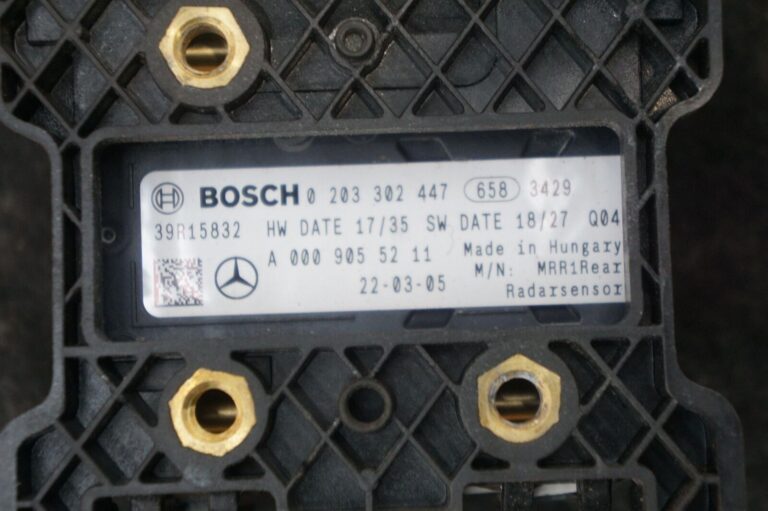 BOSCH 0 203 302 447 658 3429
39R15832 HW DATE 17/35 SW DATE 18/27 Q04
A 000 905 52 11 Made in Hungary
22-03-05 M/N: MRR1Rear
Radarsensor